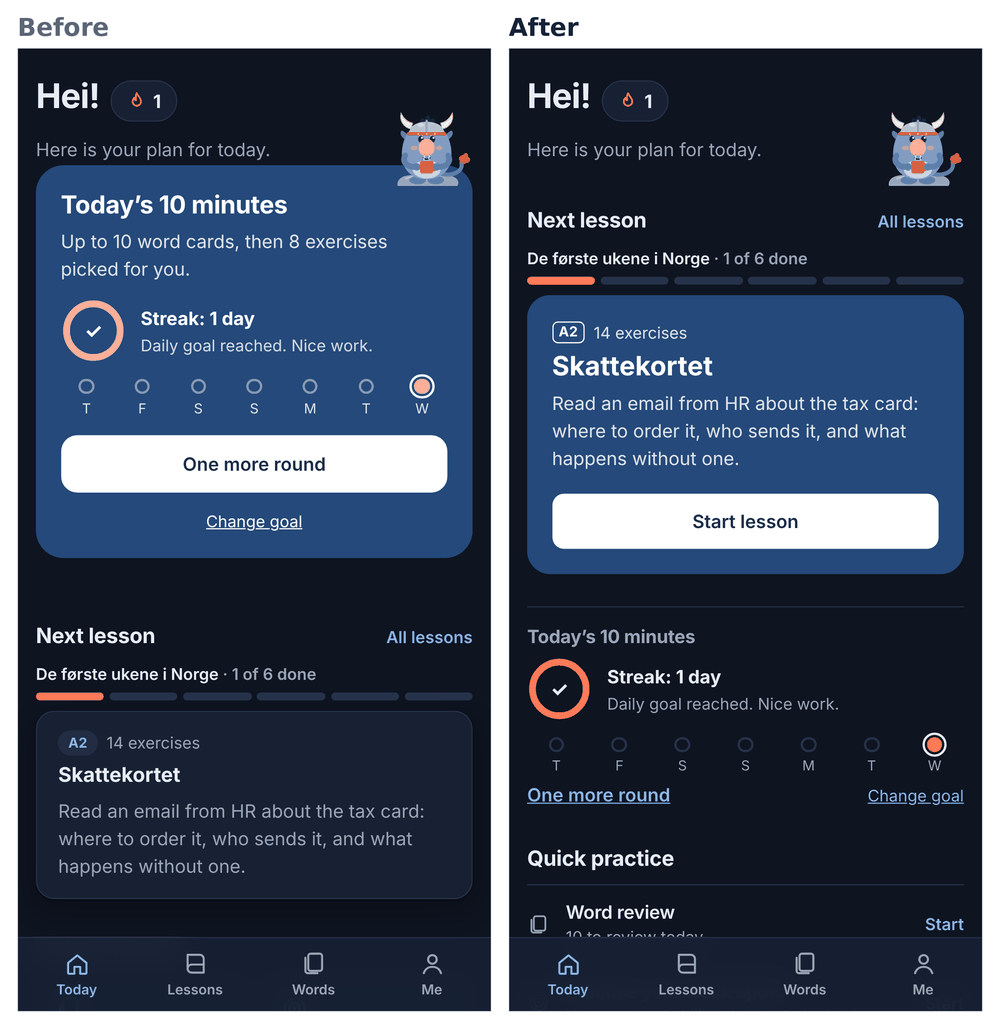 Before
Hei! 1
Here is your plan for today.
Today’s 10 minutes
Up to 10 word cards, then 8 exercises
picked for you.
Streak: 1 day
Daily goal reached. Nice work.
T F S S M T W
One more round
Change goal
Next lesson All lessons
De første ukene i Norge · 1 of 6 done
A2 14 exercises
Skattekortet
Read an email from HR about the tax card:
where to order it, who sends it, and what
happens without one.
Today Lessons Words Me
After
Hei! 1
Here is your plan for today.
Next lesson All lessons
De første ukene i Norge · 1 of 6 done
A2 14 exercises
Skattekortet
Read an email from HR about the tax card:
where to order it, who sends it, and what
happens without one.
Start lesson
Today’s 10 minutes
Streak: 1 day
Daily goal reached. Nice work.
T F S S M T W
One more round Change goal
Quick practice
Word review Start
10 to review today
Today Lessons Words Me